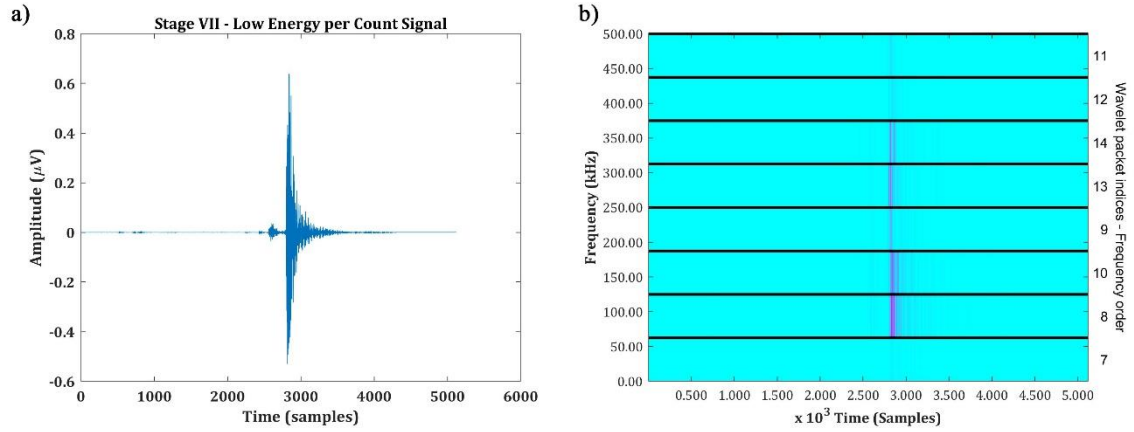 a)
Stage VII - Low Energy per Count Signal
0.8
0.6
0.4
0.2
0
-0.2
-0.4
-0.6
Amplitude (μV)
0 1000 2000 3000 4000 5000 6000
Time (samples)
b)
500.00
450.00
400.00
350.00
300.00
250.00
200.00
150.00
100.00
50.00
0.00
Frequency (kHz)
0.500 1.000 1.500 2.000 2.500 3.000 3.500 4.000 4.500 5.000
x 10³ Time (Samples)
11
12
14
13
9
10
8
7
Wavelet packet indices - Frequency order